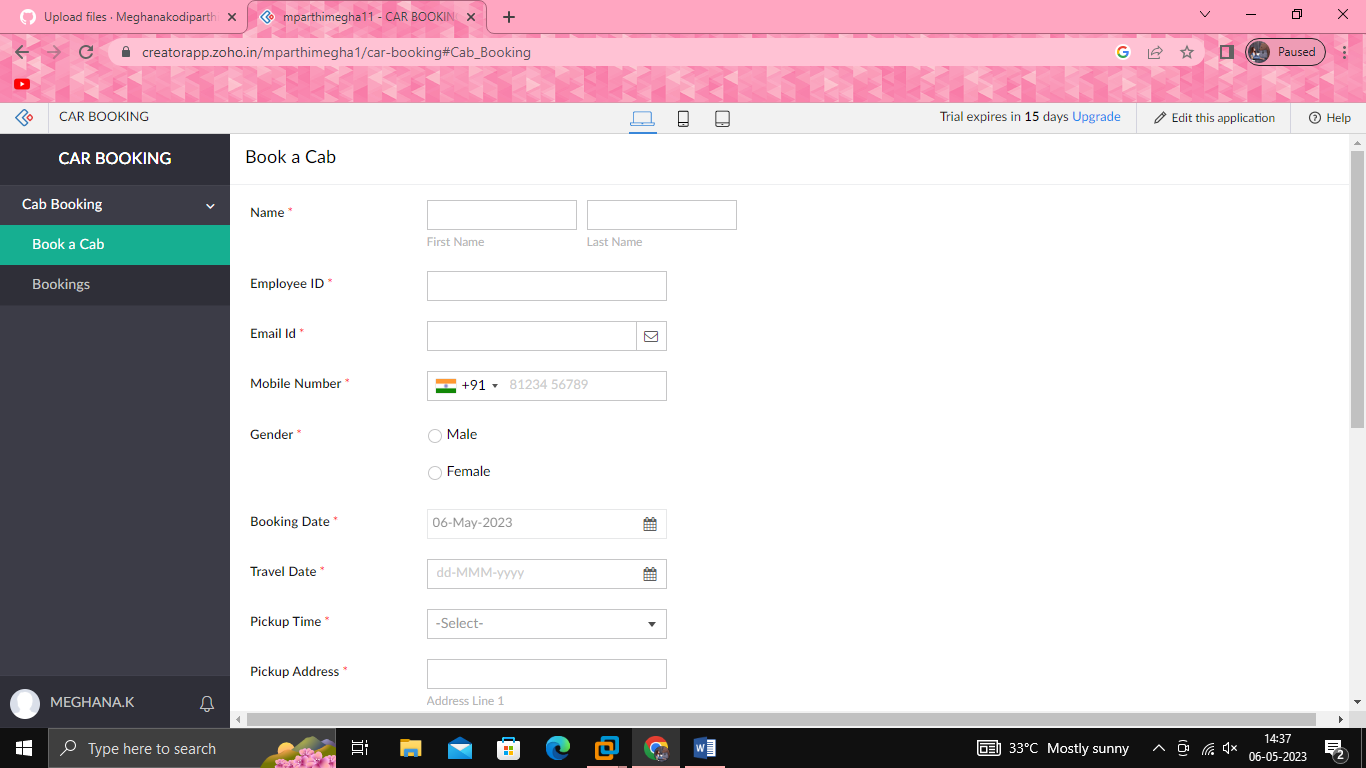 Upload files · Meghanakodiparth
mparthimegha11 - CAR BOOKIN
creatorapp.zoho.in/mparthimegha1/car-booking#Cab_Booking
Paused
CAR BOOKING
Trial expires in 15 days Upgrade
Edit this application
Help
CAR BOOKING
Cab Booking
Book a Cab
Bookings
MEGHANA.K
Book a Cab
Name *
First Name
Last Name
Employee ID *
Email Id *
Mobile Number *
+91 81234 56789
Gender *
Male
Female
Booking Date *
06-May-2023
Travel Date *
dd-MMM-yyyy
Pickup Time *
-Select-
Pickup Address *
Address Line 1
Type here to search
33°C Mostly sunny
14:37
06-05-2023
2